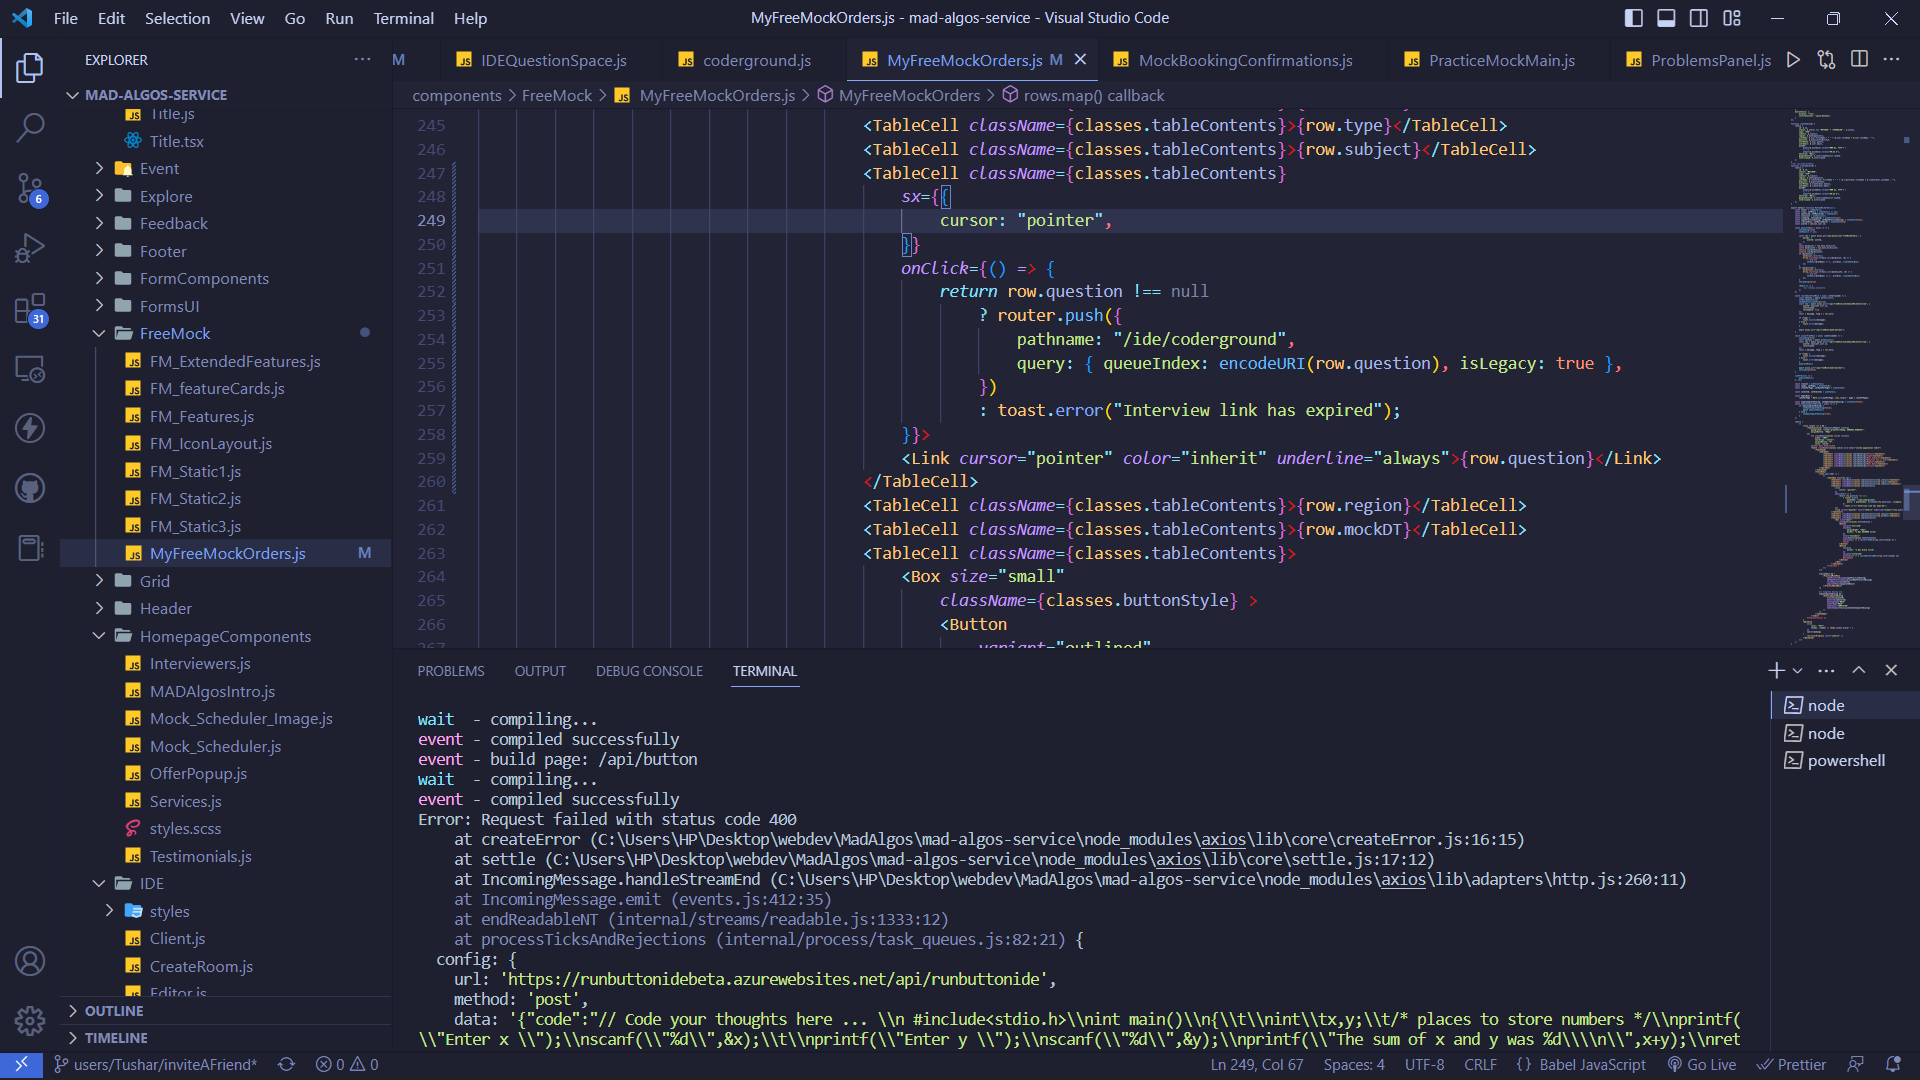 File Edit Selection View Go Run Terminal Help
MyFreeMockOrders.js - mad-algos-service - Visual Studio Code
EXPLORER
M
IDEQuestionSpace.js
coderground.js
MyFreeMockOrders.js M
MockBookingConfirmations.js
PracticeMockMain.js
ProblemsPanel.js
components > FreeMock > MyFreeMockOrders.js > MyFreeMockOrders > rows.map() callback
MAD-ALGOS-SERVICE
Title.js
Title.tsx
Event
Explore
Feedback
Footer
FormComponents
FormsUI
FreeMock
FM_ExtendedFeatures.js
FM_featureCards.js
FM_Features.js
FM_IconLayout.js
FM_Static1.js
FM_Static2.js
FM_Static3.js
MyFreeMockOrders.js M
Grid
Header
HomepageComponents
Interviewers.js
MADAlgosIntro.js
Mock_Scheduler_Image.js
Mock_Scheduler.js
OfferPopup.js
Services.js
styles.scss
Testimonials.js
IDE
styles
Client.js
CreateRoom.js
Editor.js
OUTLINE
TIMELINE
6
31
245 <TableCell className={classes.tableContents}>{row.type}</TableCell>
246 <TableCell className={classes.tableContents}>{row.subject}</TableCell>
247 <TableCell className={classes.tableContents}
248 sx={{
249 cursor: "pointer",
250 }}
251 onClick={() => {
252 return row.question !== null
253 ? router.push({
254 pathname: "/ide/coderground",
255 query: { queueIndex: encodeURI(row.question), isLegacy: true },
256 })
257 : toast.error("Interview link has expired");
258 }}>
259 <Link cursor="pointer" color="inherit" underline="always">{row.question}</Link>
260 </TableCell>
261 <TableCell className={classes.tableContents}>{row.region}</TableCell>
262 <TableCell className={classes.tableContents}>{row.mockDT}</TableCell>
263 <TableCell className={classes.tableContents}>
264 <Box size="small"
265 className={classes.buttonStyle} >
266 <Button
267 variant="outlined"
PROBLEMS OUTPUT DEBUG CONSOLE TERMINAL
node
node
powershell
wait - compiling...
event - compiled successfully
event - build page: /api/button
wait - compiling...
event - compiled successfully
Error: Request failed with status code 400
at createError (C:\Users\HP\Desktop\webdev\MadAlgos\mad-algos-service\node_modules\axios\lib\core\createError.js:16:15)
at settle (C:\Users\HP\Desktop\webdev\MadAlgos\mad-algos-service\node_modules\axios\lib\core\settle.js:17:12)
at IncomingMessage.handleStreamEnd (C:\Users\HP\Desktop\webdev\MadAlgos\mad-algos-service\node_modules\axios\lib\adapters\http.js:260:11)
at IncomingMessage.emit (events.js:412:35)
at endReadableNT (internal/streams/readable.js:1333:12)
at processTicksAndRejections (internal/process/task_queues.js:82:21) {
config: {
url: 'https://runbuttonidebeta.azurewebsites.net/api/runbuttonide',
method: 'post',
data: '{"code":"// Code your thoughts here ... \\n #include<stdio.h>\\nint main()\\n{\\t\\nint\\tx,y;\\t/* places to store numbers */\\nprintf(
\\"Enter x \\");\\nscanf(\\"%d\\",&x);\\t\\nprintf(\\"Enter y \\");\\nscanf(\\"%d\\",&y);\\nprintf(\\"The sum of x and y was %d\\\\n\\",x+y);\\nret
users/Tushar/inviteAFriend* 0 0
Ln 249, Col 67 Spaces: 4 UTF-8 CRLF {} Babel JavaScript Go Live Prettier